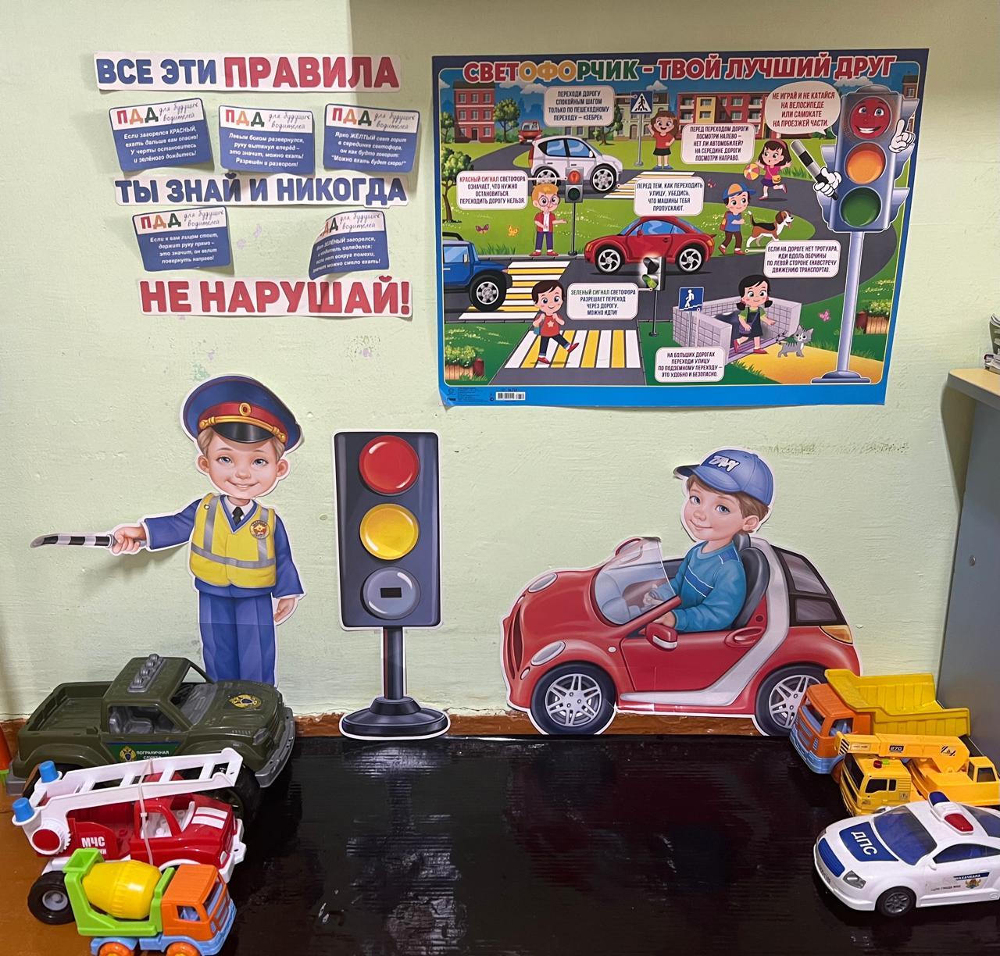 ВСЕ ЭТИ ПРАВИЛА
ПДД для будущих водителей
Если загорелся КРАСНЫЙ,
ехать дальше вам опасно!
У черты остановитесь
и зелёного дождитесь!
ПДД для будущих водителей
Левым боком развернулся,
руку вытянул вперёд –
это значит, можно ехать!
Разрешён и разворот!
ПДД для будущих водителей
Ярко ЖЁЛТЫЙ свет горит
в середине светофора,
он как будто говорит:
"Можно ехать будет скоро!"
ТЫ ЗНАЙ И НИКОГДА
ПДД для будущих водителей
Если к вам лицом стоит,
держит руку прямо –
это значит, он велит
повернуть направо!
ДД для будущих водителей
ЗЕЛЁНЫЙ загорелся,
водитель огляделся:
если нет вокруг помехи,
значит можно смело ехать!
НЕ НАРУШАЙ!
СВЕТОФОРЧИК - ТВОЙ ЛУЧШИЙ ДРУГ
ПЕРЕХОДИ ДОРОГУ
СПОКОЙНЫМ ШАГОМ
ТОЛЬКО ПО ПЕШЕХОДНОМУ
ПЕРЕХОДУ – «ЗЕБРЕ».
НЕ ИГРАЙ И НЕ КАТАЙСЯ
НА ВЕЛОСИПЕДЕ
ИЛИ САМОКАТЕ
НА ПРОЕЗЖЕЙ ЧАСТИ.
ПЕРЕД ПЕРЕХОДОМ ДОРОГИ
ПОСМОТРИ НАЛЕВО –
НЕТ ЛИ АВТОМОБИЛЕЙ?
НА СЕРЕДИНЕ ДОРОГИ
ПОСМОТРИ НАПРАВО.
КРАСНЫЙ СИГНАЛ СВЕТОФОРА
ОЗНАЧАЕТ, ЧТО НУЖНО
ОСТАНОВИТЬСЯ.
ПЕРЕХОДИТЬ ДОРОГУ НЕЛЬЗЯ.
ПЕРЕД ТЕМ, КАК ПЕРЕХОДИТЬ
УЛИЦУ, УБЕДИСЬ,
ЧТО МАШИНЫ ТЕБЯ
ПРОПУСКАЮТ.
ЕСЛИ НА ДОРОГЕ НЕТ ТРОТУАРА,
ИДИ ВДОЛЬ ОБОЧИНЫ
ПО ЛЕВОЙ СТОРОНЕ (НАВСТРЕЧУ
ДВИЖЕНИЮ ТРАНСПОРТА).
ЗЕЛЕНЫЙ СИГНАЛ СВЕТОФОРА
РАЗРЕШАЕТ ПЕРЕХОД
ЧЕРЕЗ ДОРОГУ.
МОЖНО ИДТИ!
НА БОЛЬШИХ ДОРОГАХ
ПЕРЕХОДИ УЛИЦУ
ПО ПОДЗЕМНОМУ ПЕРЕХОДУ –
ЭТО УДОБНО И БЕЗОПАСНО.
ПОГРАНИЧНАЯ
СЛУЖБА
МЧС
270
ДПС
МАХАЧКАЛА